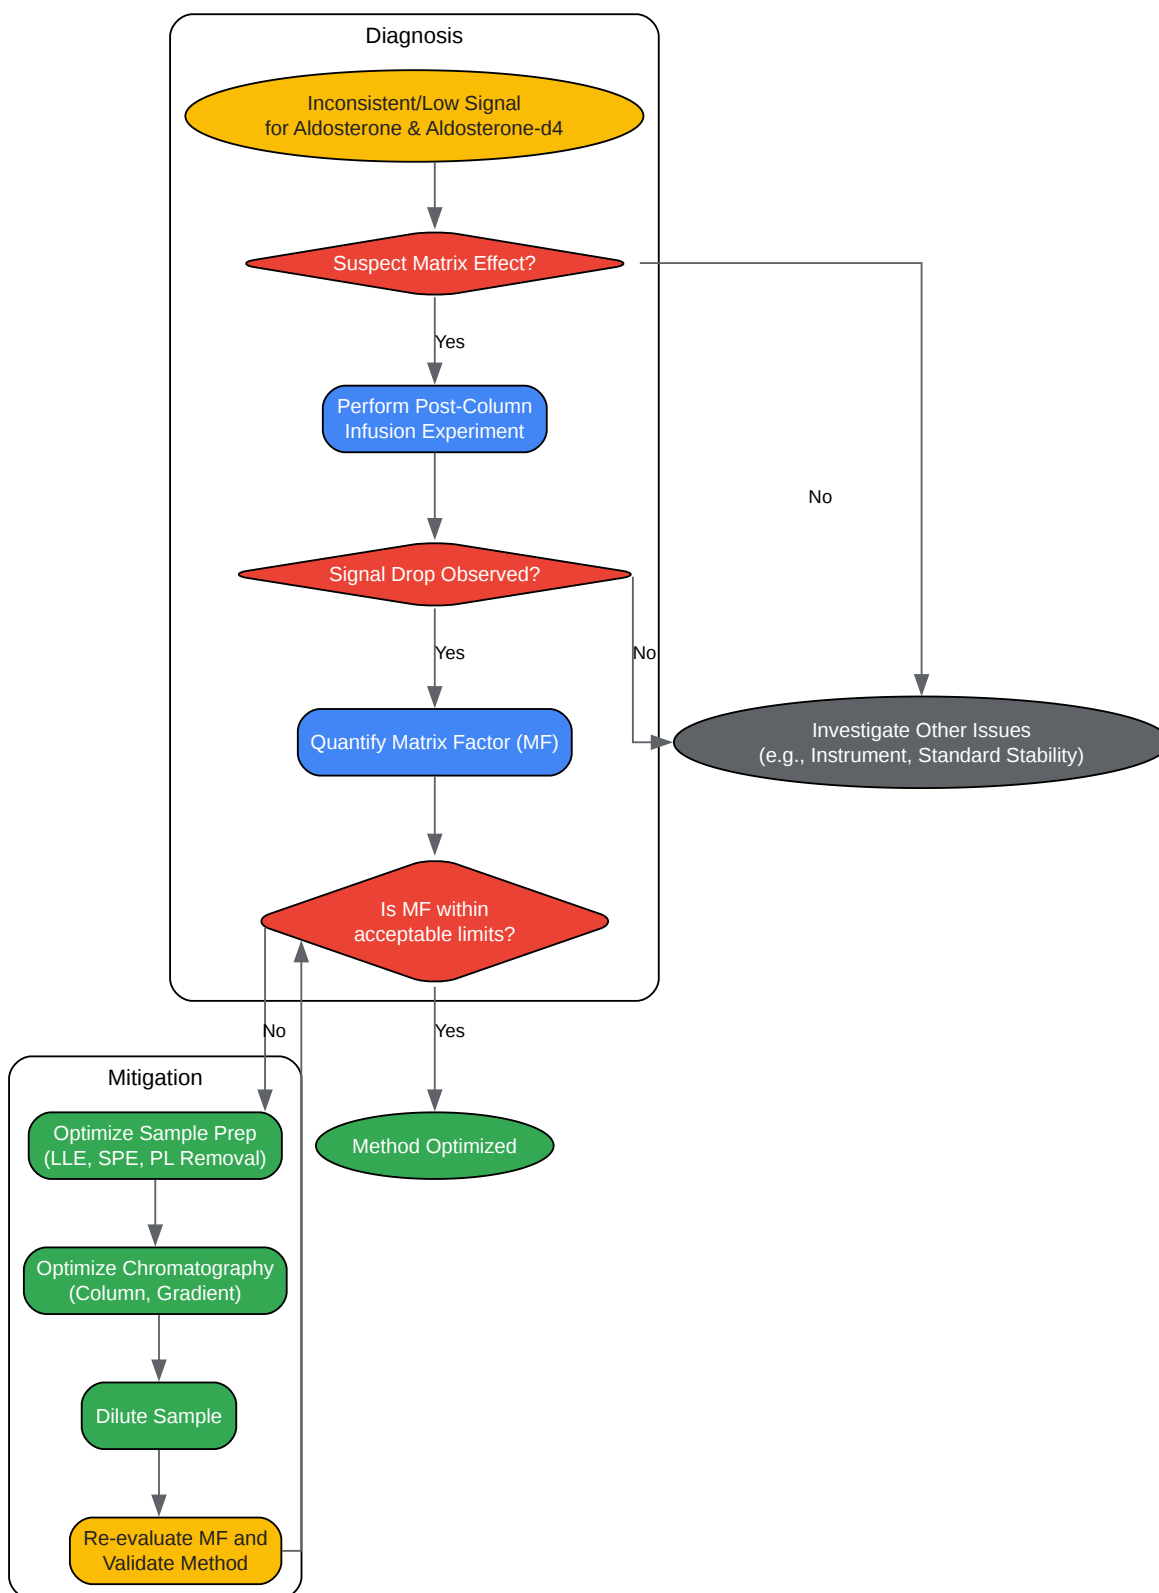 Diagnosis
Inconsistent/Low Signal
for Aldosterone & Aldosterone-d4
Suspect Matrix Effect?
Yes
Perform Post-Column
Infusion Experiment
No
Signal Drop Observed?
Yes
No
Quantify Matrix Factor (MF)
Investigate Other Issues
(e.g., Instrument, Standard Stability)
Is MF within
acceptable limits?
No
Yes
Mitigation
Optimize Sample Prep
(LLE, SPE, PL Removal)
Method Optimized
Optimize Chromatography
(Column, Gradient)
Dilute Sample
Re-evaluate MF and
Validate Method